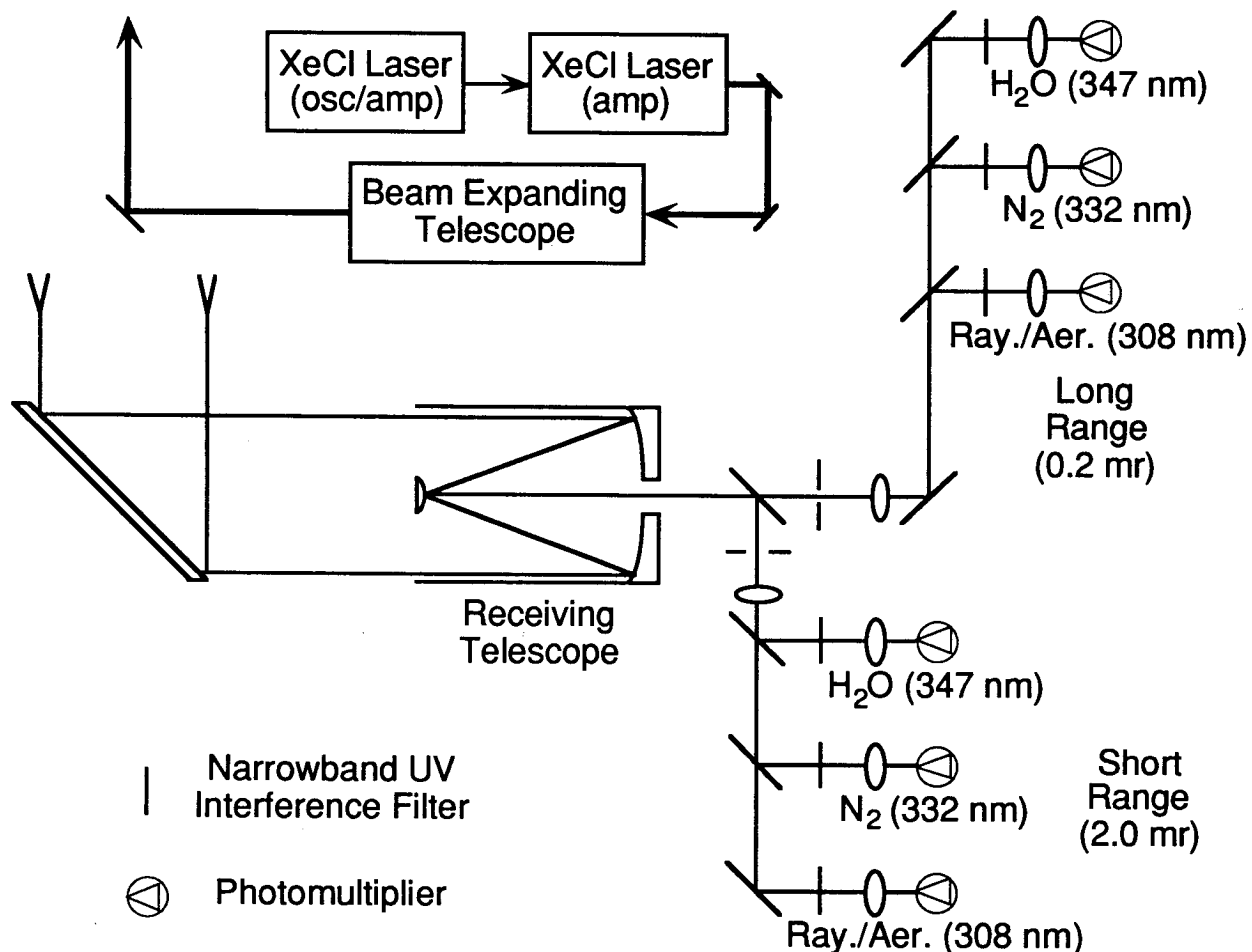 XeCl Laser
(osc/amp)
XeCl Laser
(amp)
Beam Expanding
Telescope
H₂O (347 nm)
N₂ (332 nm)
Ray./Aer. (308 nm)
Long
Range
(0.2 mr)
Receiving
Telescope
H₂O (347 nm)
N₂ (332 nm)
Ray./Aer. (308 nm)
Short
Range
(2.0 mr)
Narrowband UV
Interference Filter
Photomultiplier